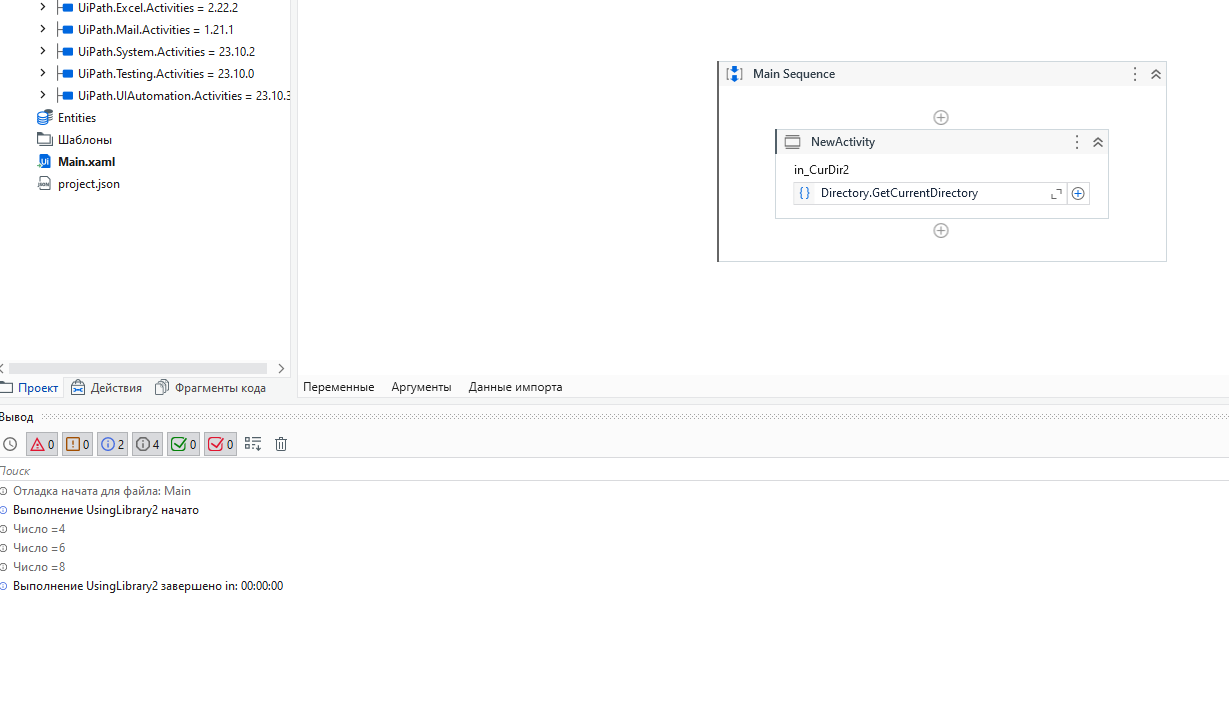 UiPath.Excel.Activities = 2.22.2
UiPath.Mail.Activities = 1.21.1
UiPath.System.Activities = 23.10.2
UiPath.Testing.Activities = 23.10.0
UiPath.UIAutomation.Activities = 23.10.3
Entities
Шаблоны
Main.xaml
project.json
Main Sequence
NewActivity
in_CurDir2
Directory.GetCurrentDirectory
Проект
Действия
Фрагменты кода
Переменные
Аргументы
Данные импорта
Вывод
0 0 2 4 0 0
Поиск
Отладка начата для файла: Main
Выполнение UsingLibrary2 начато
Число =4
Число =6
Число =8
Выполнение UsingLibrary2 завершено in: 00:00:00